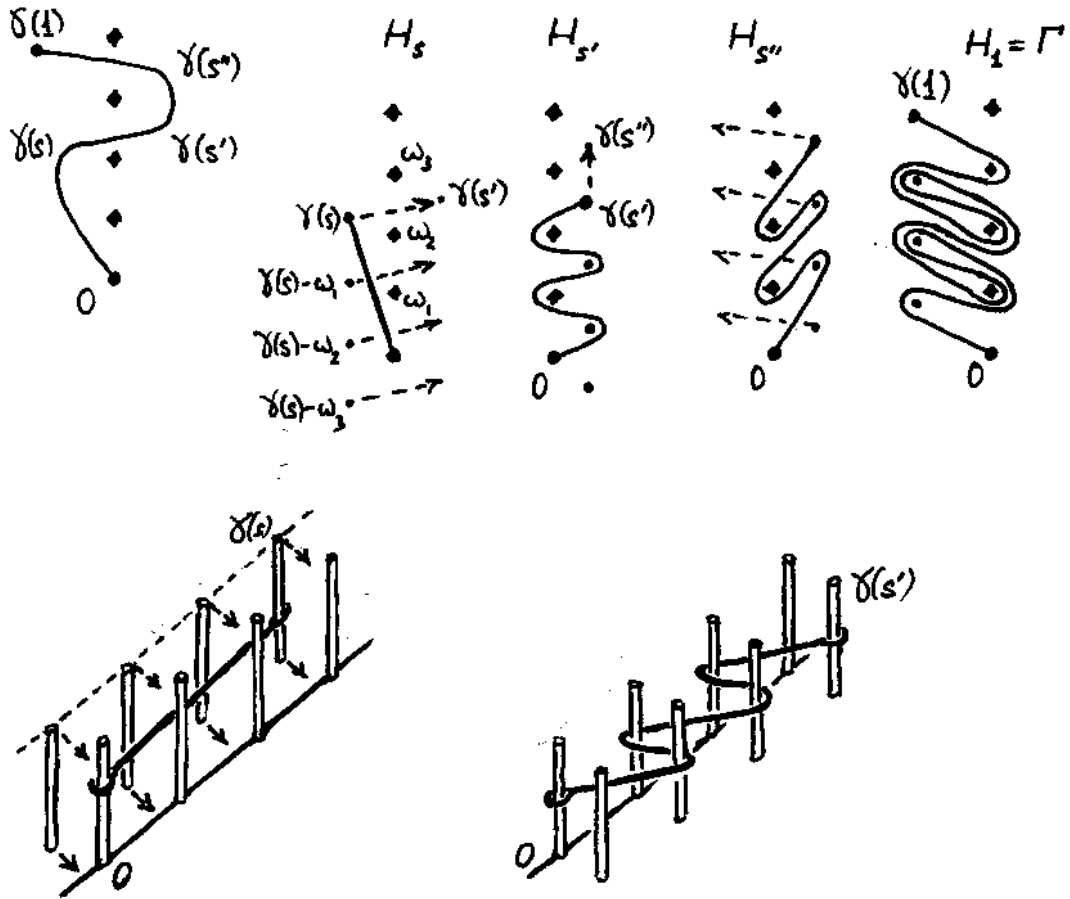 γ(1)
γ(s'')
γ(s)
γ(s')
0
H_s
ω_3
γ(s)
γ(s')
ω_2
γ(s)-ω_1
ω_1
γ(s)-ω_2
γ(s)-ω_3
H_s'
γ(s'')
γ(s')
0
H_s''
0
H_1 = Γ
γ(1)
0
γ(s)
0
γ(s')
0